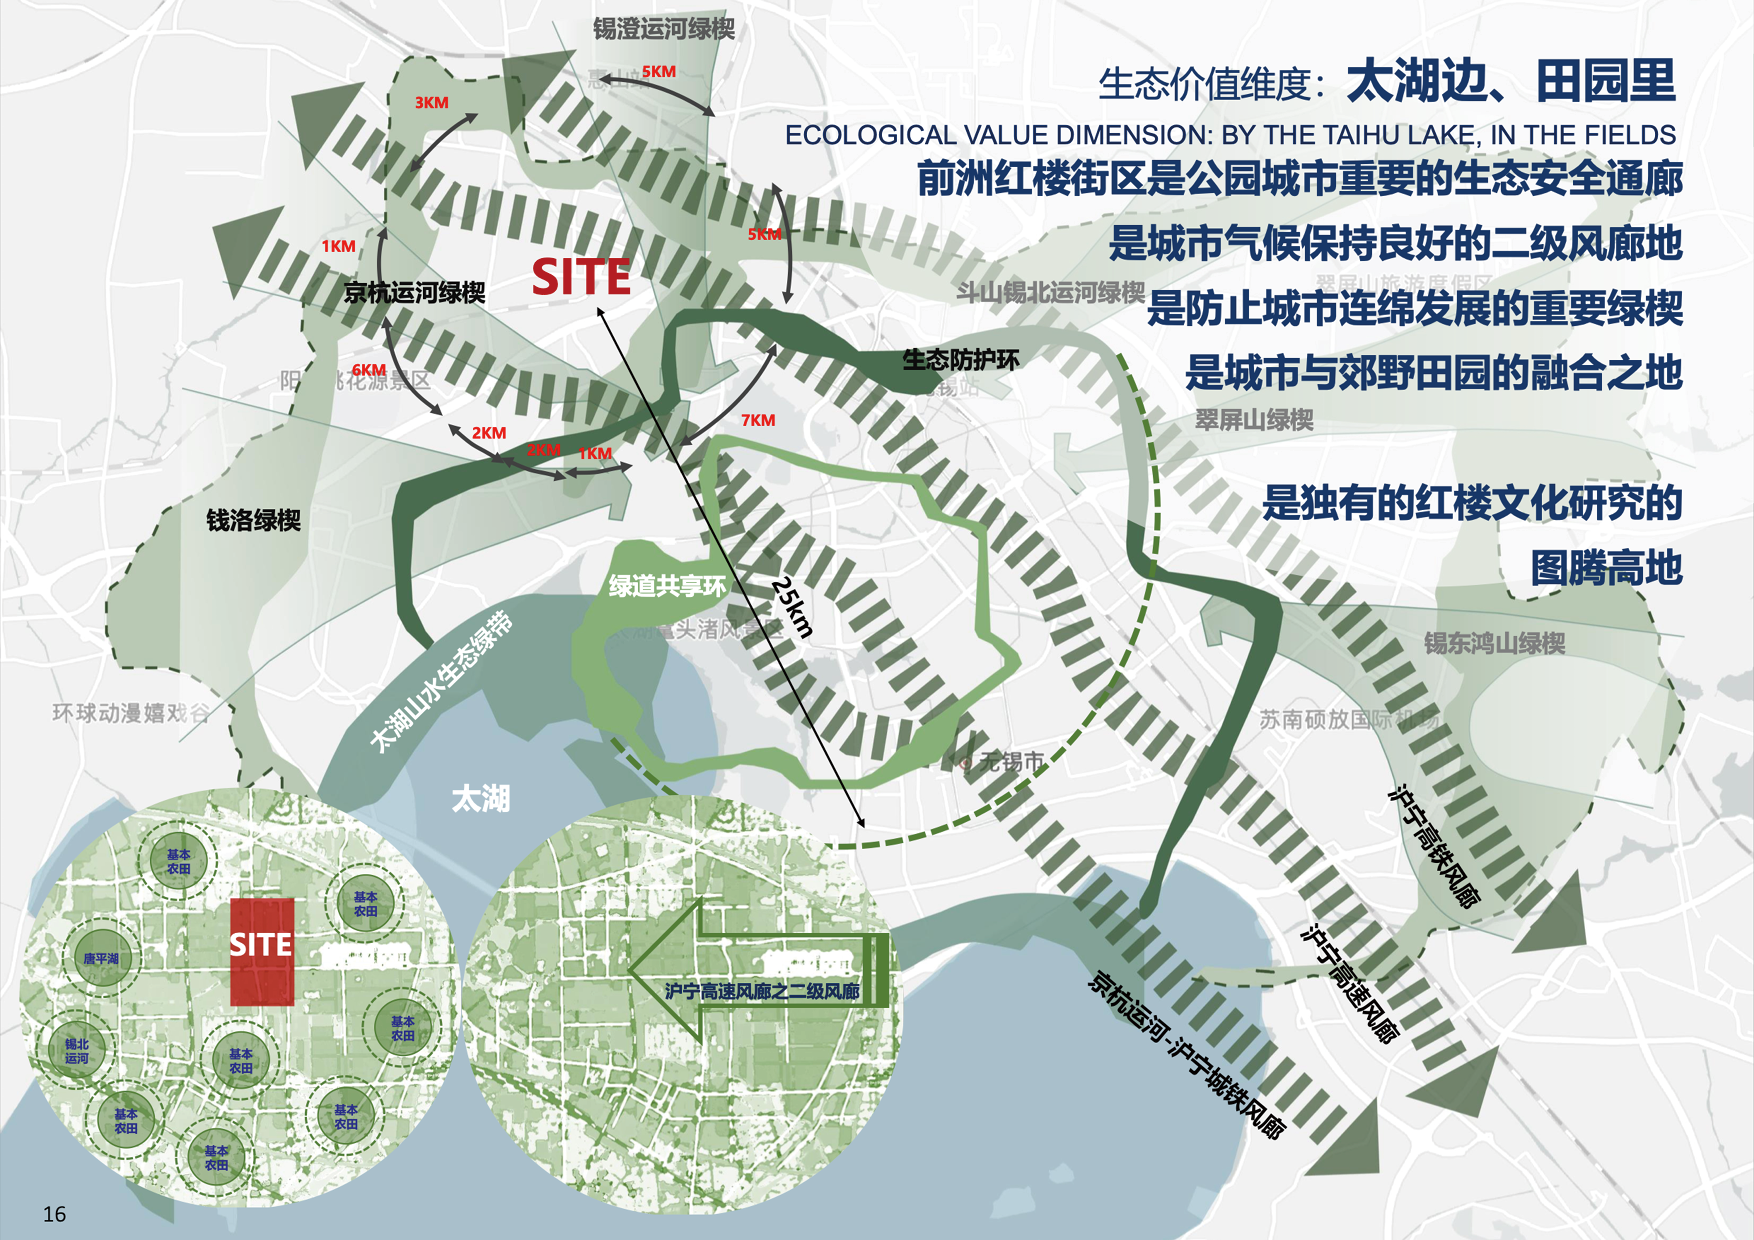 锡澄运河绿楔
惠山站
5KM
3KM
生态价值维度：太湖边、田园里
ECOLOGICAL VALUE DIMENSION: BY THE TAIHU LAKE, IN THE FIELDS
前洲红楼街区是公园城市重要的生态安全通廊
是城市气候保持良好的二级风廊地
是防止城市连绵发展的重要绿楔
是城市与郊野田园的融合之地
是独有的红楼文化研究的
图腾高地
1KM
5KM
SITE
京杭运河绿楔
斗山锡北运河绿楔
翠屏山旅游度假区
生态防护环
6KM
桃花源景区
锡站
翠屏山绿楔
7KM
2KM
2KM
1KM
钱洛绿楔
绿道共享环
25km
鼋头渚风景区
太湖山水生态绿带
锡东鸿山绿楔
环球动漫嬉戏谷
苏南硕放国际机场
无锡市
太湖
沪宁高铁风廊
沪宁高速风廊
京杭运河-沪宁城铁风廊
基本
农田
基本
农田
SITE
唐平湖
基本
农田
锡北
运河
基本
农田
基本
农田
基本
农田
基本
农田
沪宁高速风廊之二级风廊
16